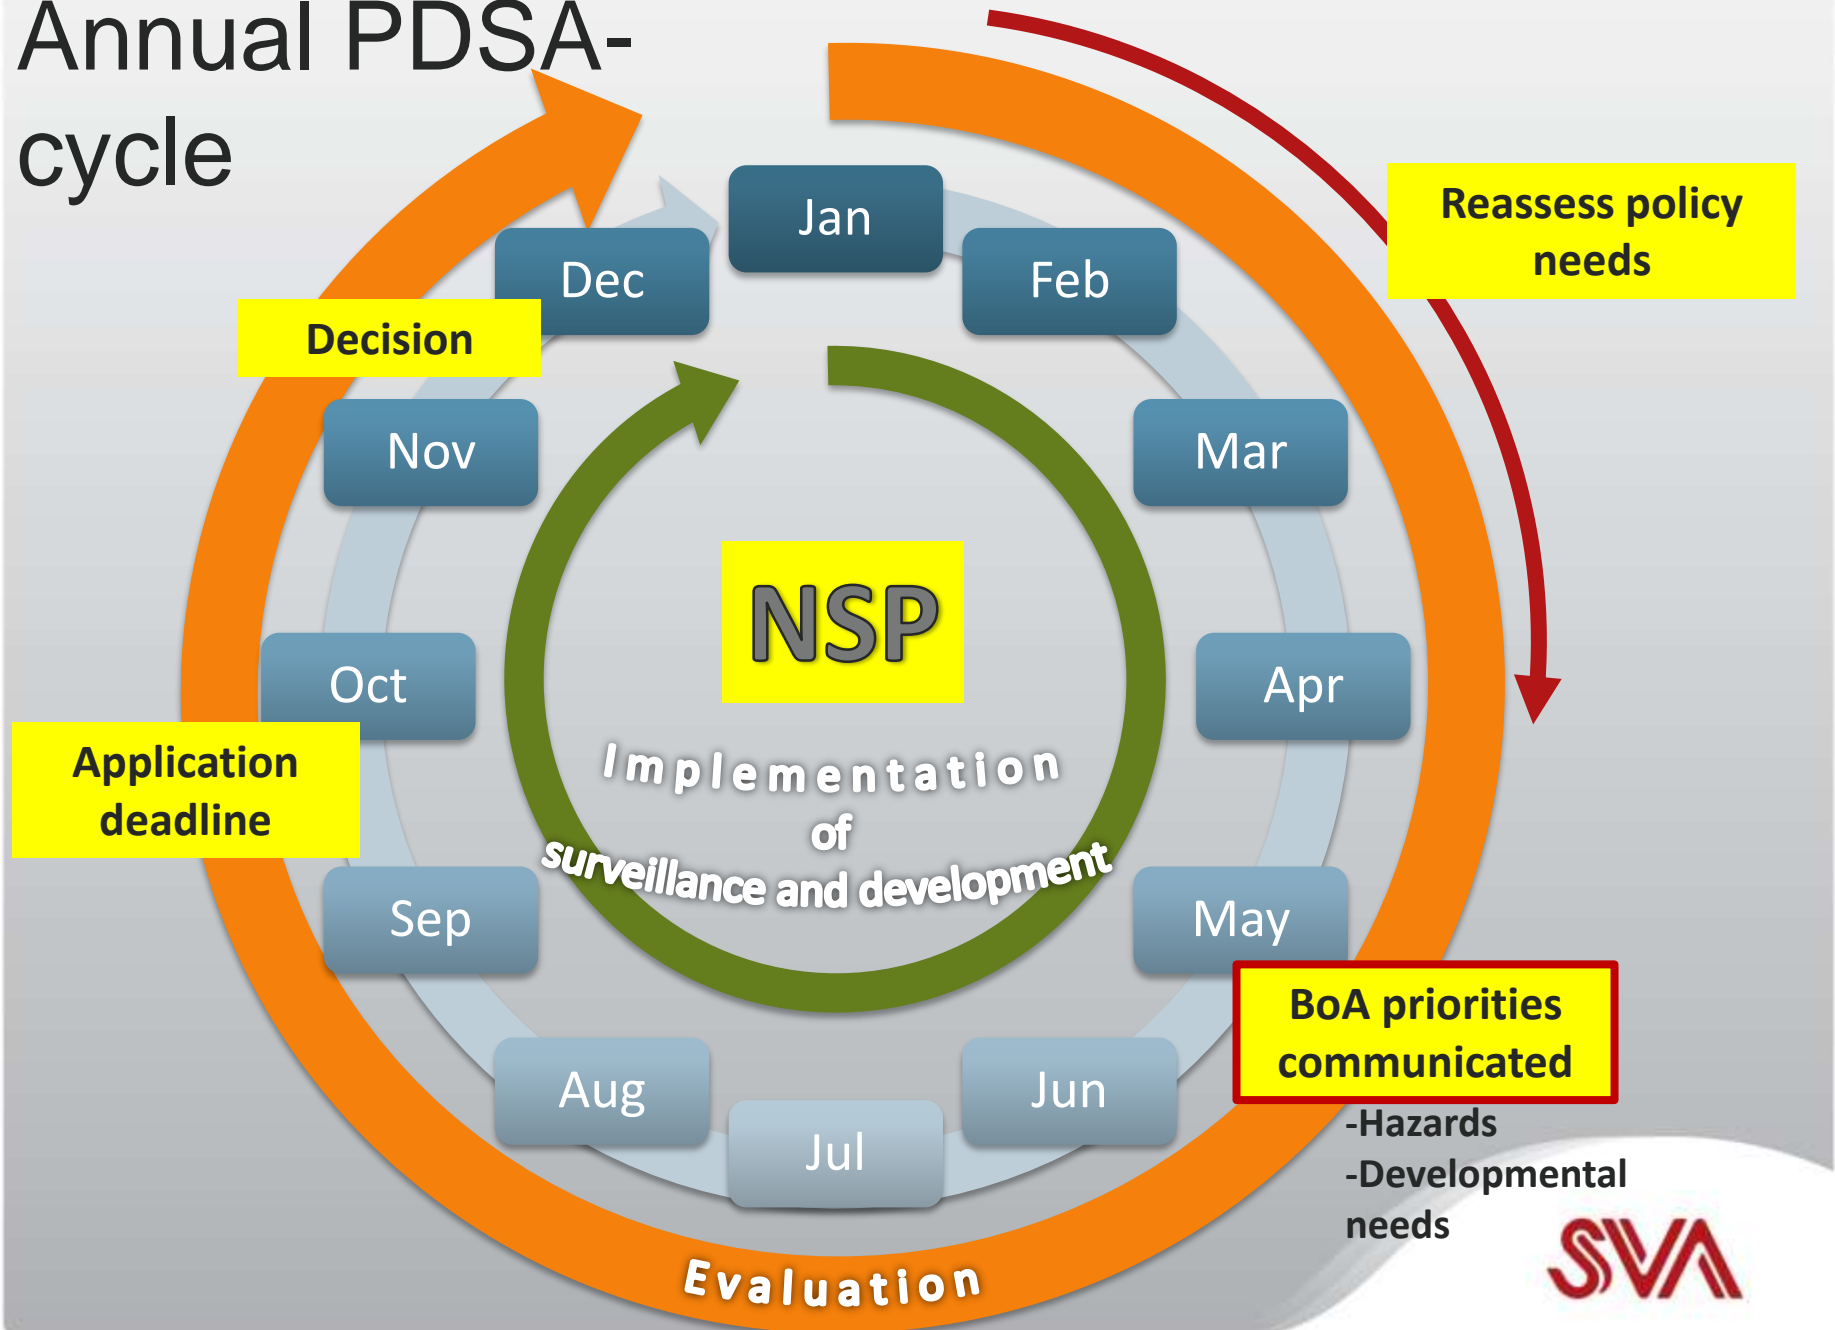 Annual PDSA-
cycle
Jan
Feb
Mar
Apr
May
Jun
Jul
Aug
Sep
Oct
Nov
Dec
Reassess policy
needs
Decision
Application
deadline
NSP
Implementation
of
surveillance and development
BoA priorities
communicated
-Hazards
-Developmental
needs
Evaluation
SVA